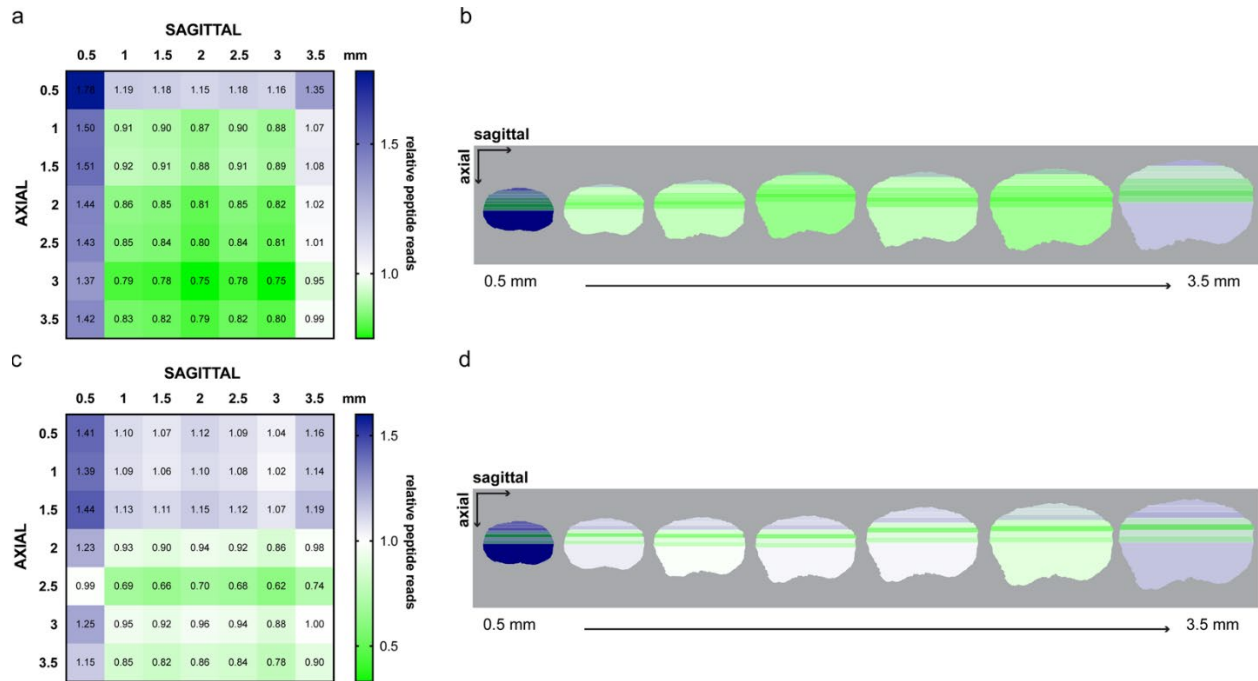 a
SAGITTAL
0.5 1 1.5 2 2.5 3 3.5 mm
AXIAL
0.5 1.78 1.19 1.18 1.15 1.18 1.16 1.35
1 1.50 0.91 0.90 0.87 0.90 0.88 1.07
1.5 1.51 0.92 0.91 0.88 0.91 0.89 1.08
2 1.44 0.86 0.85 0.81 0.85 0.82 1.02
2.5 1.43 0.85 0.84 0.80 0.84 0.81 1.01
3 1.37 0.79 0.78 0.75 0.78 0.75 0.95
3.5 1.42 0.83 0.82 0.79 0.82 0.80 0.99
1.5
1.0
relative peptide reads
b
sagittal
axial
0.5 mm 3.5 mm
c
SAGITTAL
0.5 1 1.5 2 2.5 3 3.5 mm
AXIAL
0.5 1.41 1.10 1.07 1.12 1.09 1.04 1.16
1 1.39 1.09 1.06 1.10 1.08 1.02 1.14
1.5 1.44 1.13 1.11 1.15 1.12 1.07 1.19
2 1.23 0.93 0.90 0.94 0.92 0.86 0.98
2.5 0.99 0.69 0.66 0.70 0.68 0.62 0.74
3 1.25 0.95 0.92 0.96 0.94 0.88 1.00
3.5 1.15 0.85 0.82 0.86 0.84 0.78 0.90
1.5
1.0
0.5
relative peptide reads
d
sagittal
axial
0.5 mm 3.5 mm